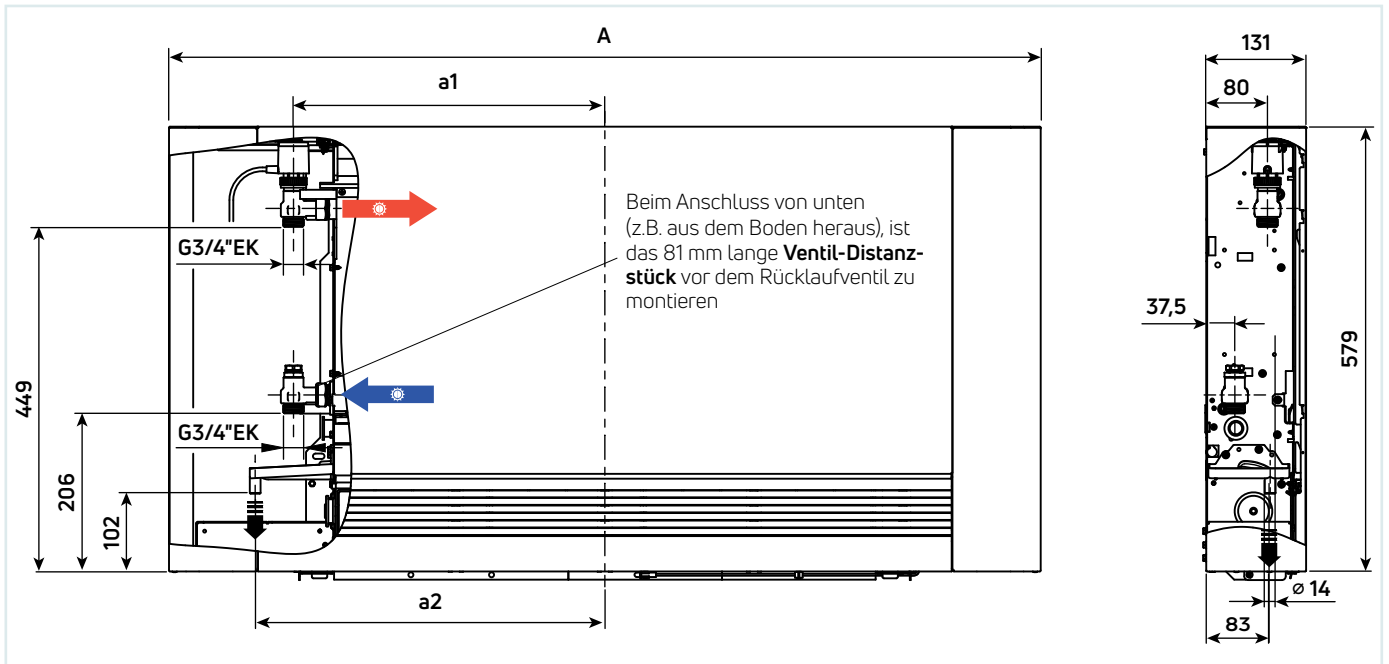 A
131
a1
80
Beim Anschluss von unten
(z.B. aus dem Boden heraus), ist
das 81 mm lange Ventil-Distanz-
stück vor dem Rücklaufventil zu
montieren
G3/4"EK
37,5
449
579
G3/4"EK
206
102
a2
ø 14
83